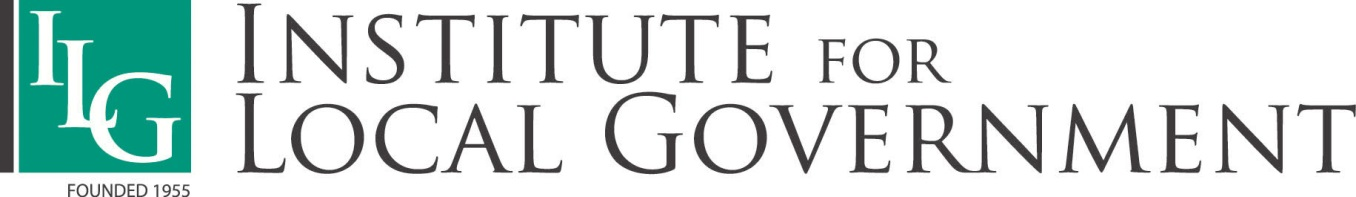 ILG
INSTITUTE FOR
LOCAL GOVERNMENT
FOUNDED 1955